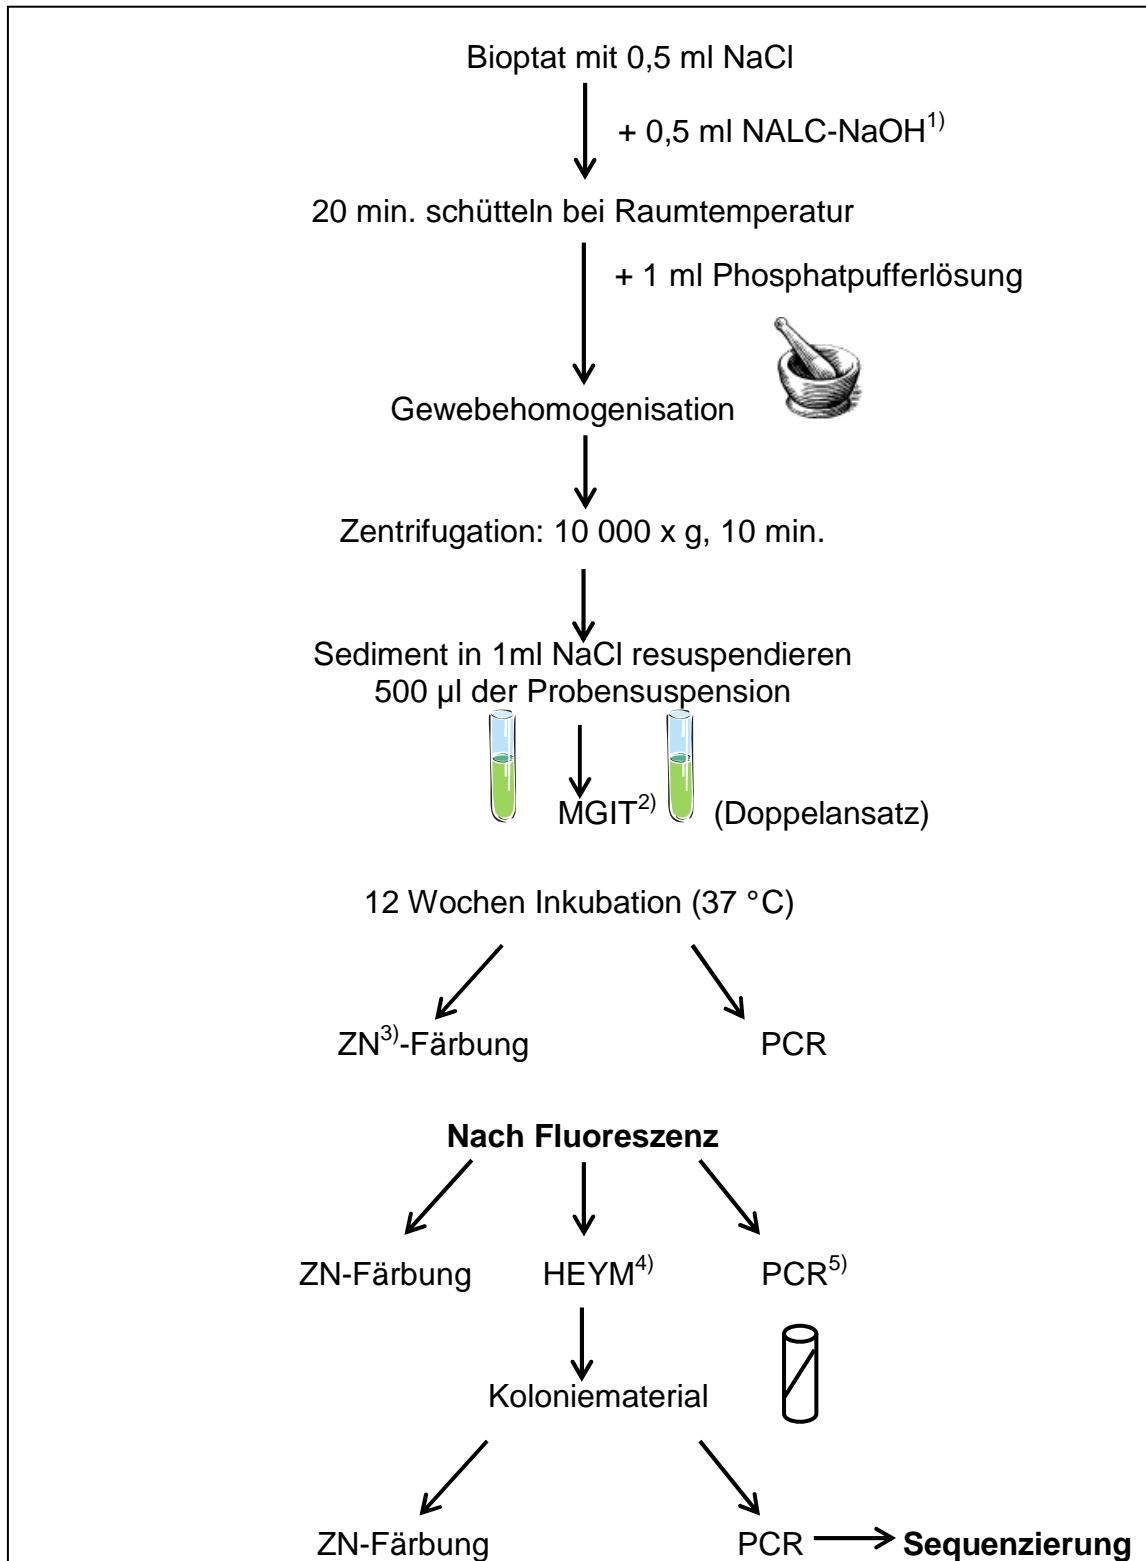 Bioptat mit 0,5 ml NaCl
+ 0,5 ml NALC-NaOH1)
20 min. schütteln bei Raumtemperatur
+ 1 ml Phosphatpufferlösung
Gewebehomogenisation
Zentrifugation: 10 000 x g, 10 min.
Sediment in 1ml NaCl resuspendieren
500 µl der Probensuspension
MGIT2) (Doppelansatz)
12 Wochen Inkubation (37 °C)
ZN3)-Färbung PCR
Nach Fluoreszenz
ZN-Färbung HEYM4) PCR5)
Koloniematerial
ZN-Färbung PCR Sequenzierung